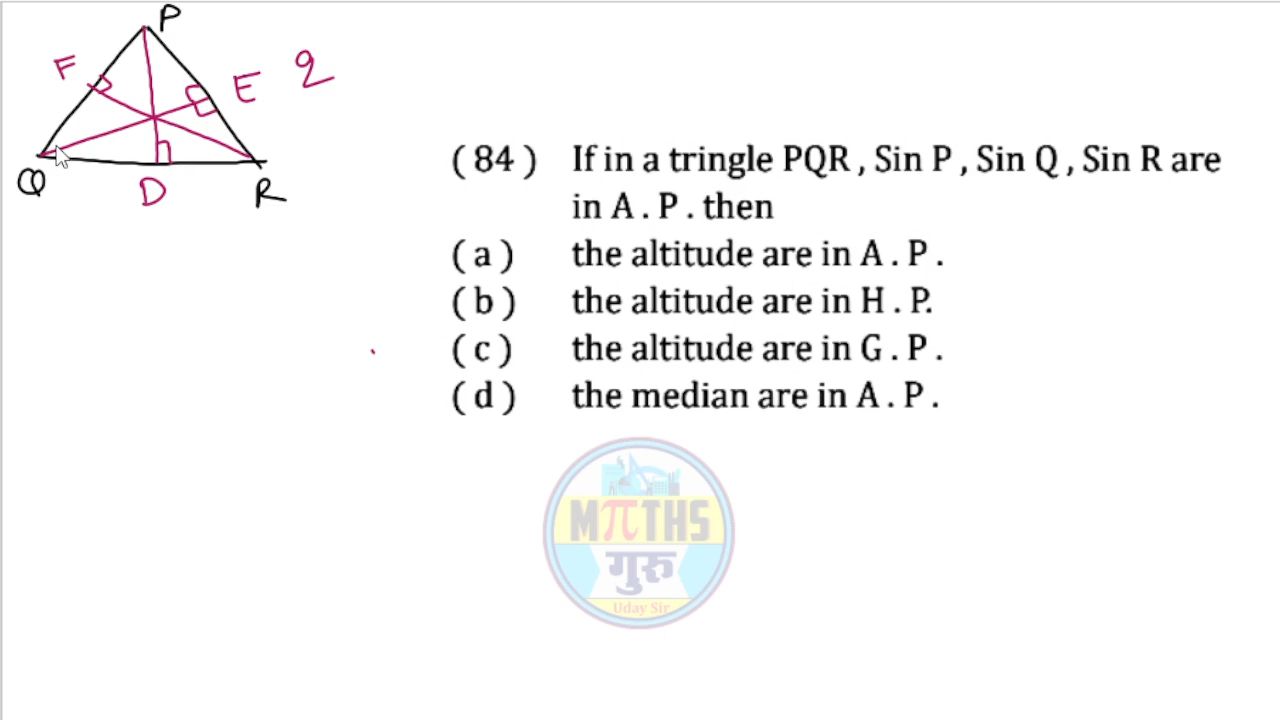 P
F
E
2
Q
D
R
( 84 ) If in a tringle PQR , Sin P , Sin Q , Sin R are
in A . P . then
( a ) the altitude are in A . P .
( b ) the altitude are in H . P.
( c ) the altitude are in G . P .
( d ) the median are in A . P .
MπTHS
गुरु
Uday Sir